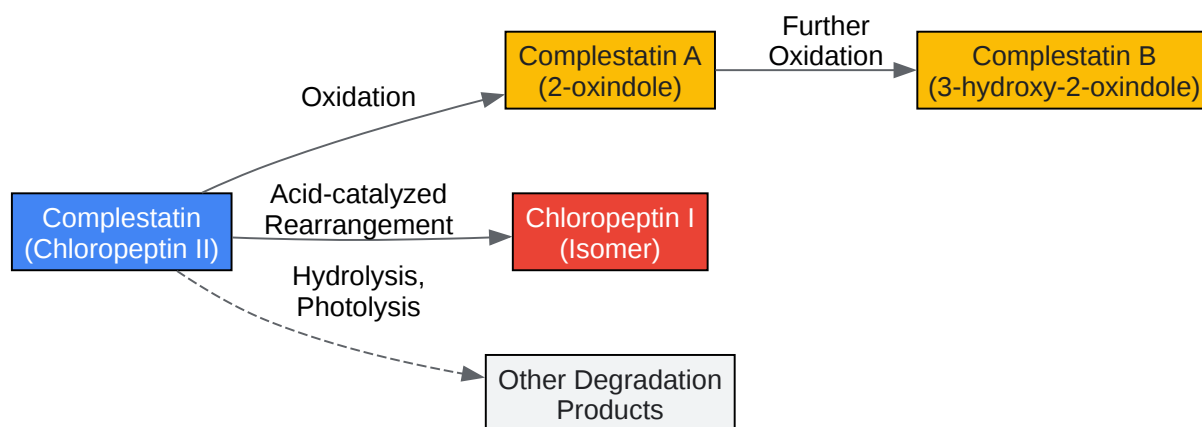 Complestatin A
(2-oxindole)
Further
Oxidation
Complestatin B
(3-hydroxy-2-oxindole)
Oxidation
Complestatin
(Chloropeptin II)
Acid-catalyzed
Rearrangement
Chloropeptin I
(Isomer)
Hydrolysis,
Photolysis
Other Degradation
Products